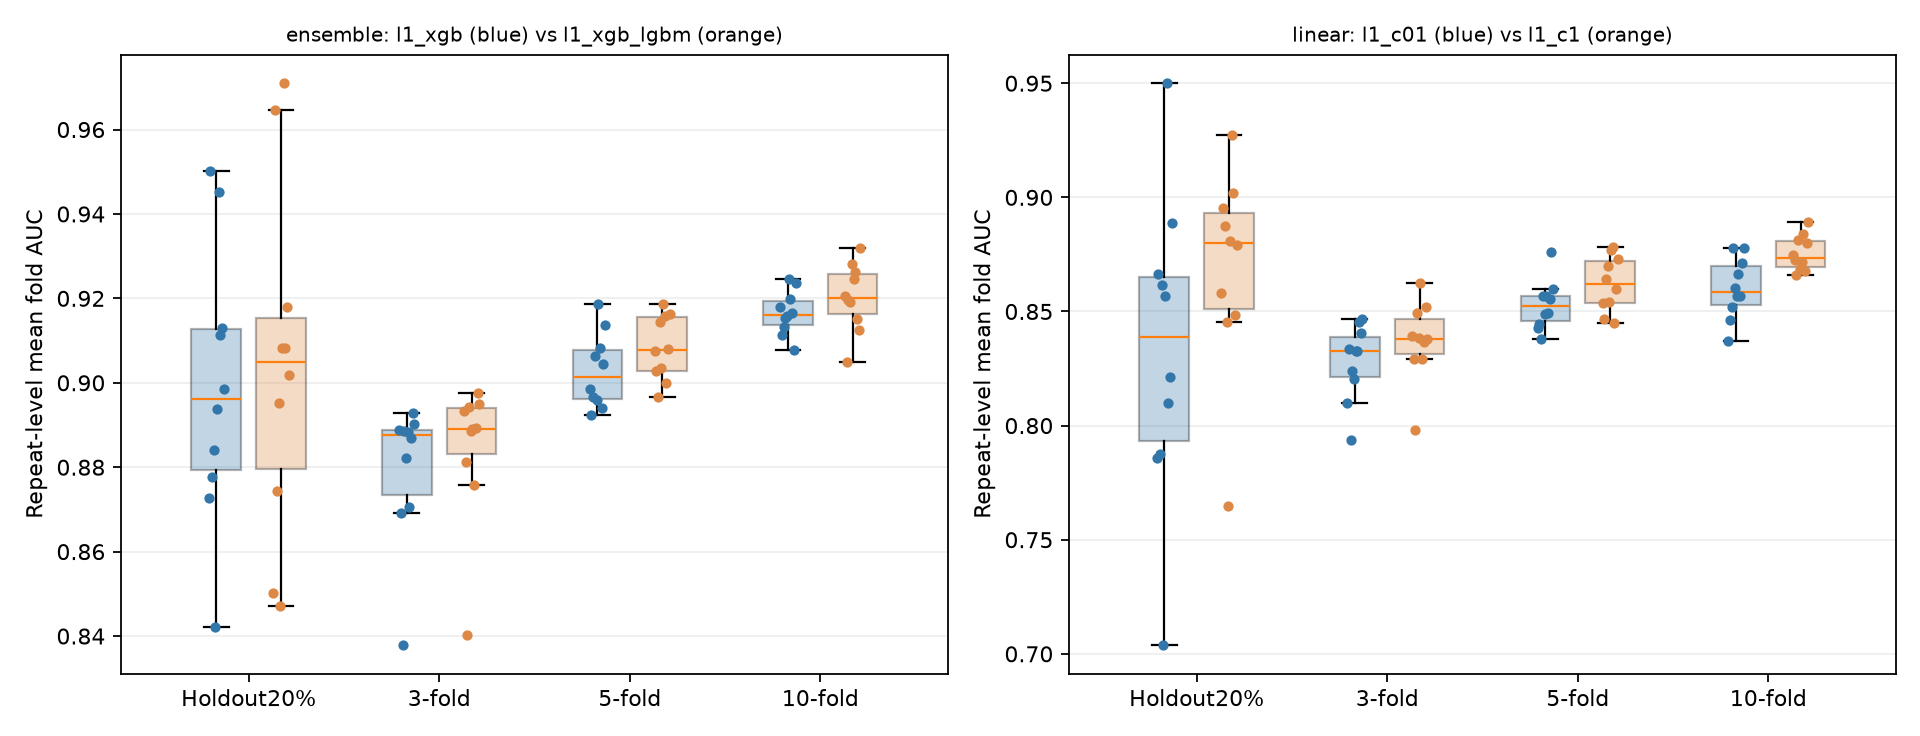 ensemble: l1_xgb (blue) vs l1_xgb_lgbm (orange)
Repeat-level mean fold AUC
0.96
0.94
0.92
0.90
0.88
0.86
0.84
Holdout20%
3-fold
5-fold
10-fold
linear: l1_c01 (blue) vs l1_c1 (orange)
Repeat-level mean fold AUC
0.95
0.90
0.85
0.80
0.75
0.70
Holdout20%
3-fold
5-fold
10-fold